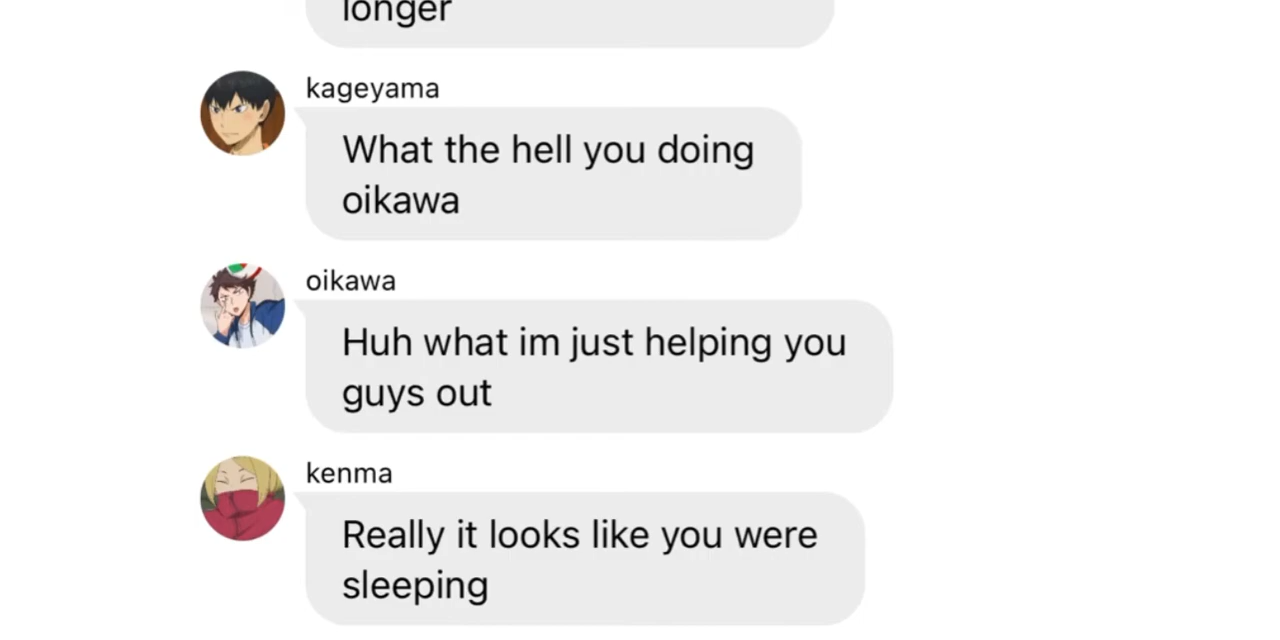 longer
kageyama
What the hell you doing
oikawa
oikawa
Huh what im just helping you
guys out
kenma
Really it looks like you were
sleeping